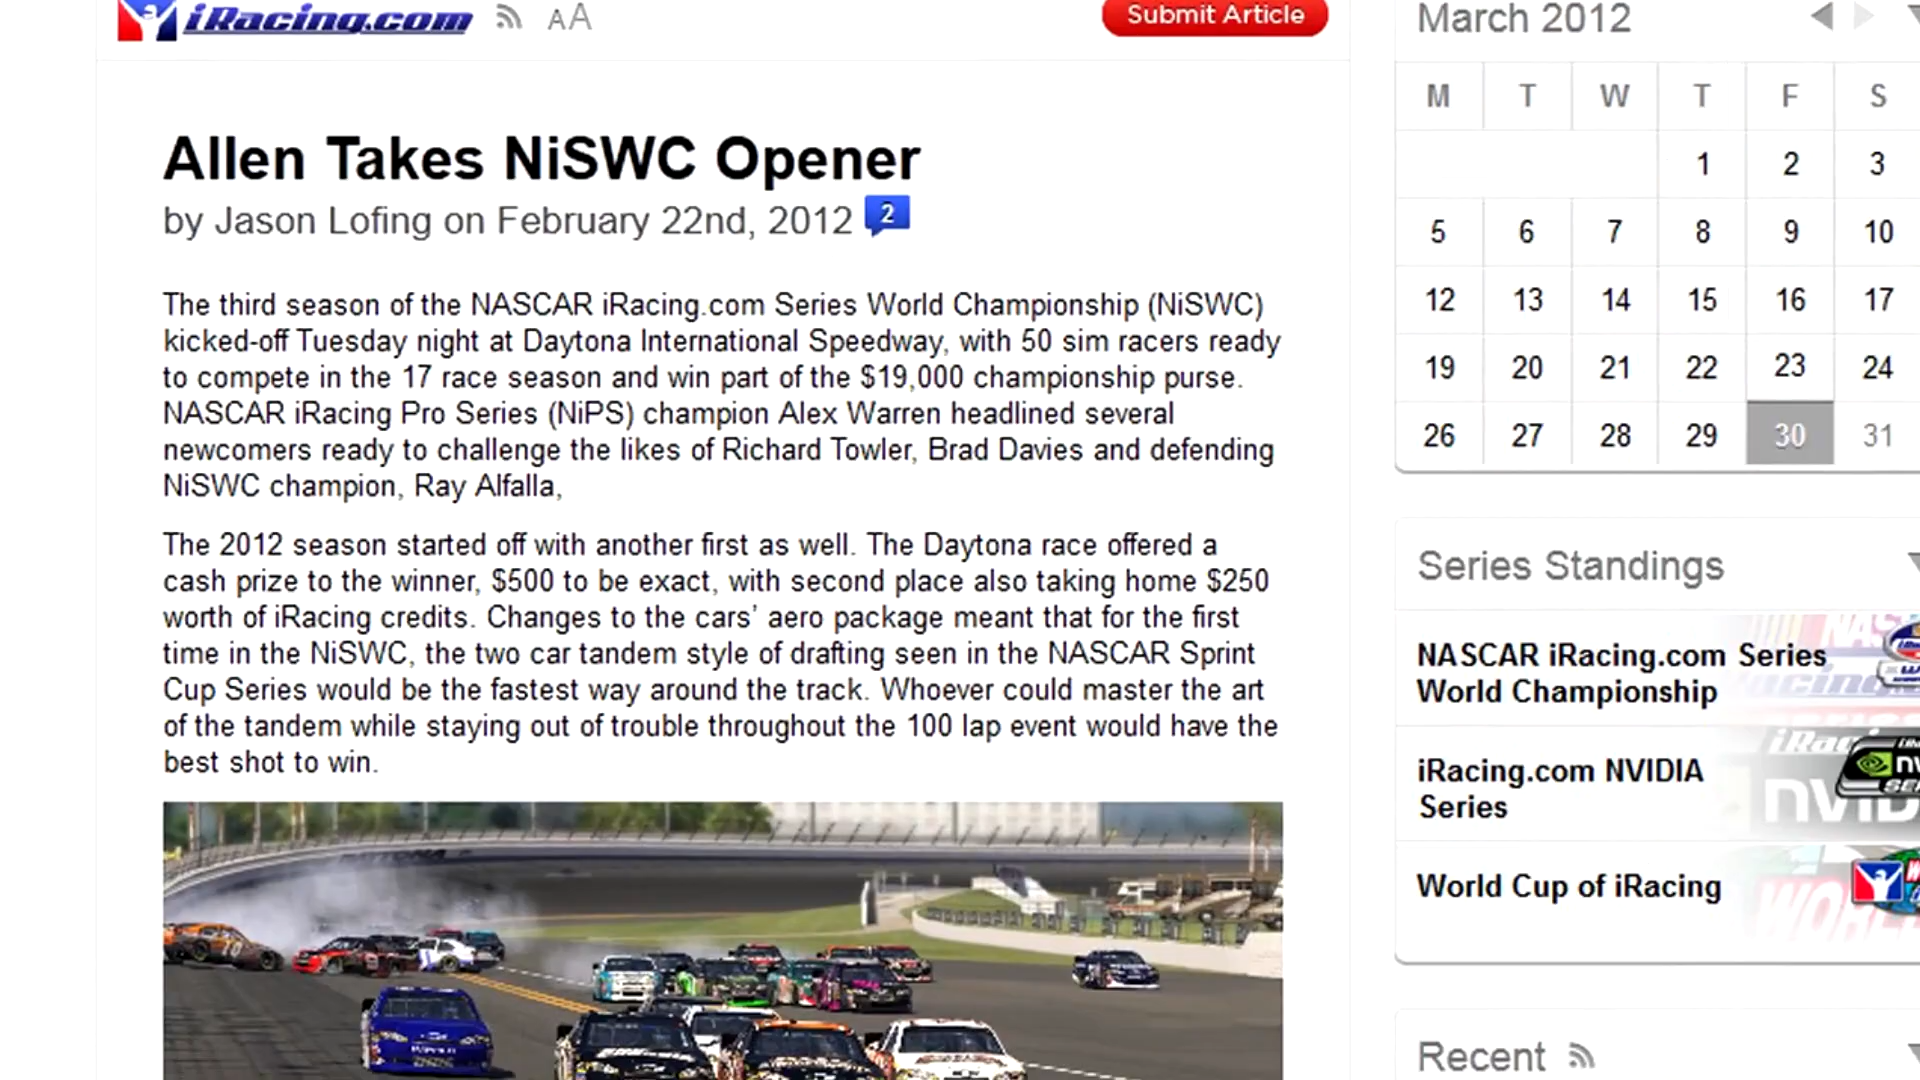 iRacing.com AA Submit Article
Allen Takes NiSWC Opener
by Jason Lofing on February 22nd, 2012 2
The third season of the NASCAR iRacing.com Series World Championship (NiSWC)
kicked-off Tuesday night at Daytona International Speedway, with 50 sim racers ready
to compete in the 17 race season and win part of the $19,000 championship purse.
NASCAR iRacing Pro Series (NiPS) champion Alex Warren headlined several
newcomers ready to challenge the likes of Richard Towler, Brad Davies and defending
NiSWC champion, Ray Alfalla,
The 2012 season started off with another first as well. The Daytona race offered a
cash prize to the winner, $500 to be exact, with second place also taking home $250
worth of iRacing credits. Changes to the cars' aero package meant that for the first
time in the NiSWC, the two car tandem style of drafting seen in the NASCAR Sprint
Cup Series would be the fastest way around the track. Whoever could master the art
of the tandem while staying out of trouble throughout the 100 lap event would have the
best shot to win.
March 2012
M T W T F S
1 2 3
5 6 7 8 9 10
12 13 14 15 16 17
19 20 21 22 23 24
26 27 28 29 30 31
Series Standings
NASCAR iRacing.com Series
World Championship
iRacing.com NVIDIA
Series
World Cup of iRacing
Recent